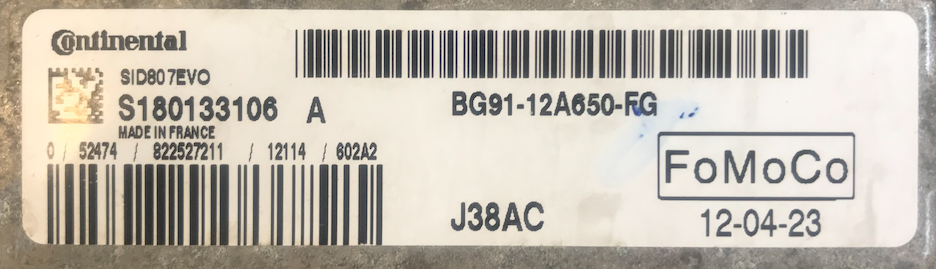 Continental
SID807EVO
S180133106 A
BG91-12A650-FG
MADE IN FRANCE
0 / 52474 / 822527211 / 12114 / 602A2
FoMoCo
J38AC
12-04-23